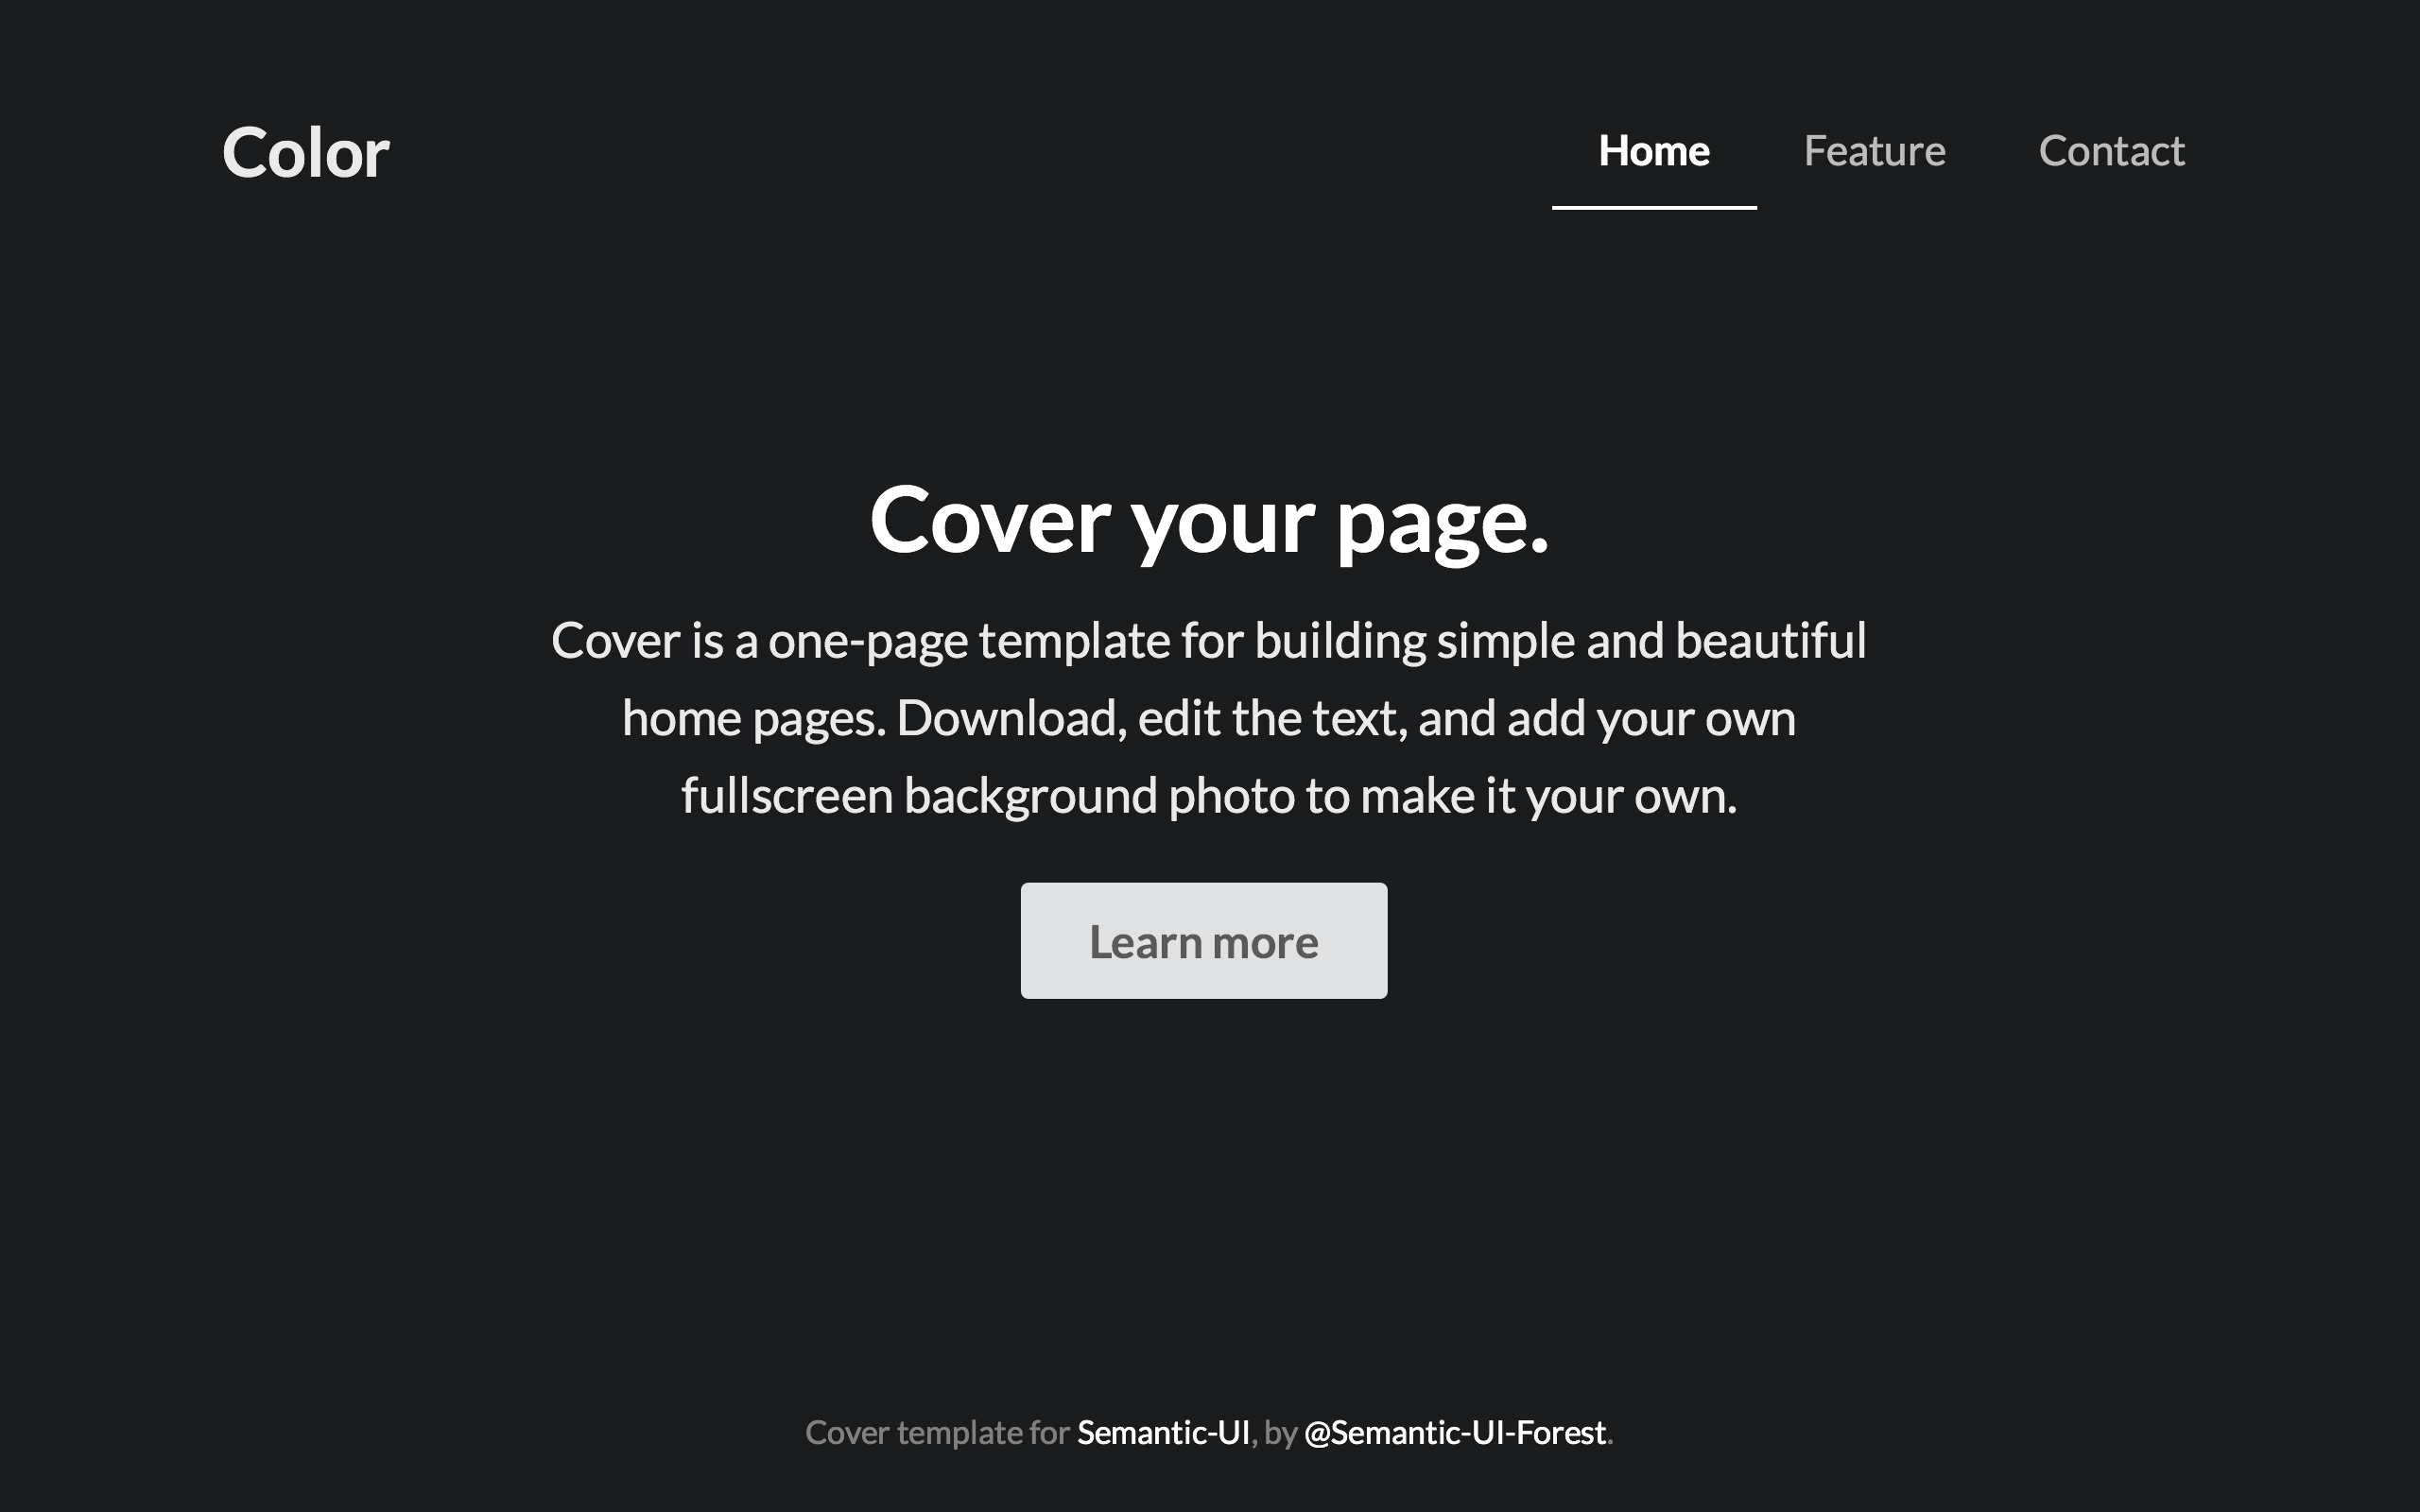 Color
Home Feature Contact
Cover your page.
Cover is a one-page template for building simple and beautiful
home pages. Download, edit the text, and add your own
fullscreen background photo to make it your own.
Learn more
Cover template for Semantic-UI, by @Semantic-UI-Forest.